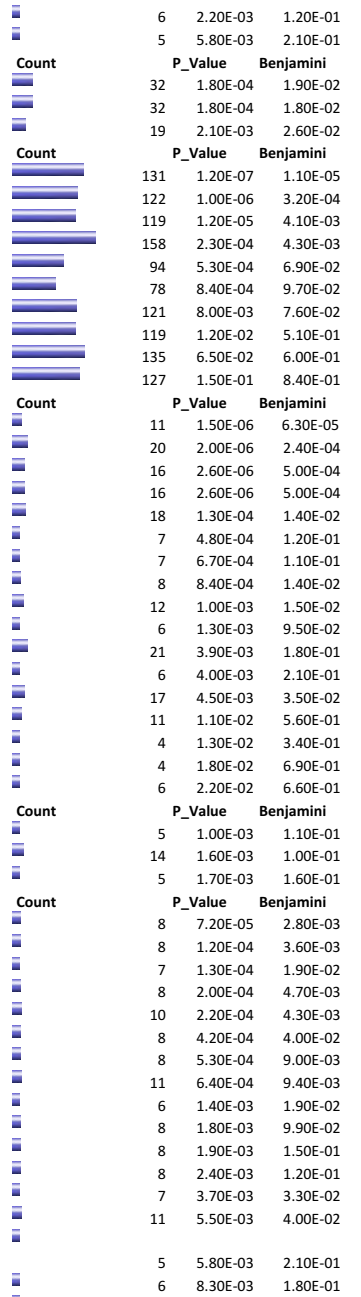 6 2.20E-03 1.20E-01
5 5.80E-03 2.10E-01
Count P_Value Benjamini
32 1.80E-04 1.90E-02
32 1.80E-04 1.80E-02
19 2.10E-03 2.60E-02
Count P_Value Benjamini
131 1.20E-07 1.10E-05
122 1.00E-06 3.20E-04
119 1.20E-05 4.10E-03
158 2.30E-04 4.30E-03
94 5.30E-04 6.90E-02
78 8.40E-04 9.70E-02
121 8.00E-03 7.60E-02
119 1.20E-02 5.10E-01
135 6.50E-02 6.00E-01
127 1.50E-01 8.40E-01
Count P_Value Benjamini
11 1.50E-06 6.30E-05
20 2.00E-06 2.40E-04
16 2.60E-06 5.00E-04
16 2.60E-06 5.00E-04
18 1.30E-04 1.40E-02
7 4.80E-04 1.20E-01
7 6.70E-04 1.10E-01
8 8.40E-04 1.40E-02
12 1.00E-03 1.50E-02
6 1.30E-03 9.50E-02
21 3.90E-03 1.80E-01
6 4.00E-03 2.10E-01
17 4.50E-03 3.50E-02
11 1.10E-02 5.60E-01
4 1.30E-02 3.40E-01
4 1.80E-02 6.90E-01
6 2.20E-02 6.60E-01
Count P_Value Benjamini
5 1.00E-03 1.10E-01
14 1.60E-03 1.00E-01
5 1.70E-03 1.60E-01
Count P_Value Benjamini
8 7.20E-05 2.80E-03
8 1.20E-04 3.60E-03
7 1.30E-04 1.90E-02
8 2.00E-04 4.70E-03
10 2.20E-04 4.30E-03
8 4.20E-04 4.00E-02
8 5.30E-04 9.00E-03
11 6.40E-04 9.40E-03
6 1.40E-03 1.90E-02
8 1.80E-03 9.90E-02
8 1.90E-03 1.50E-01
8 2.40E-03 1.20E-01
7 3.70E-03 3.30E-02
11 5.50E-03 4.00E-02
5 5.80E-03 2.10E-01
6 8.30E-03 1.80E-01